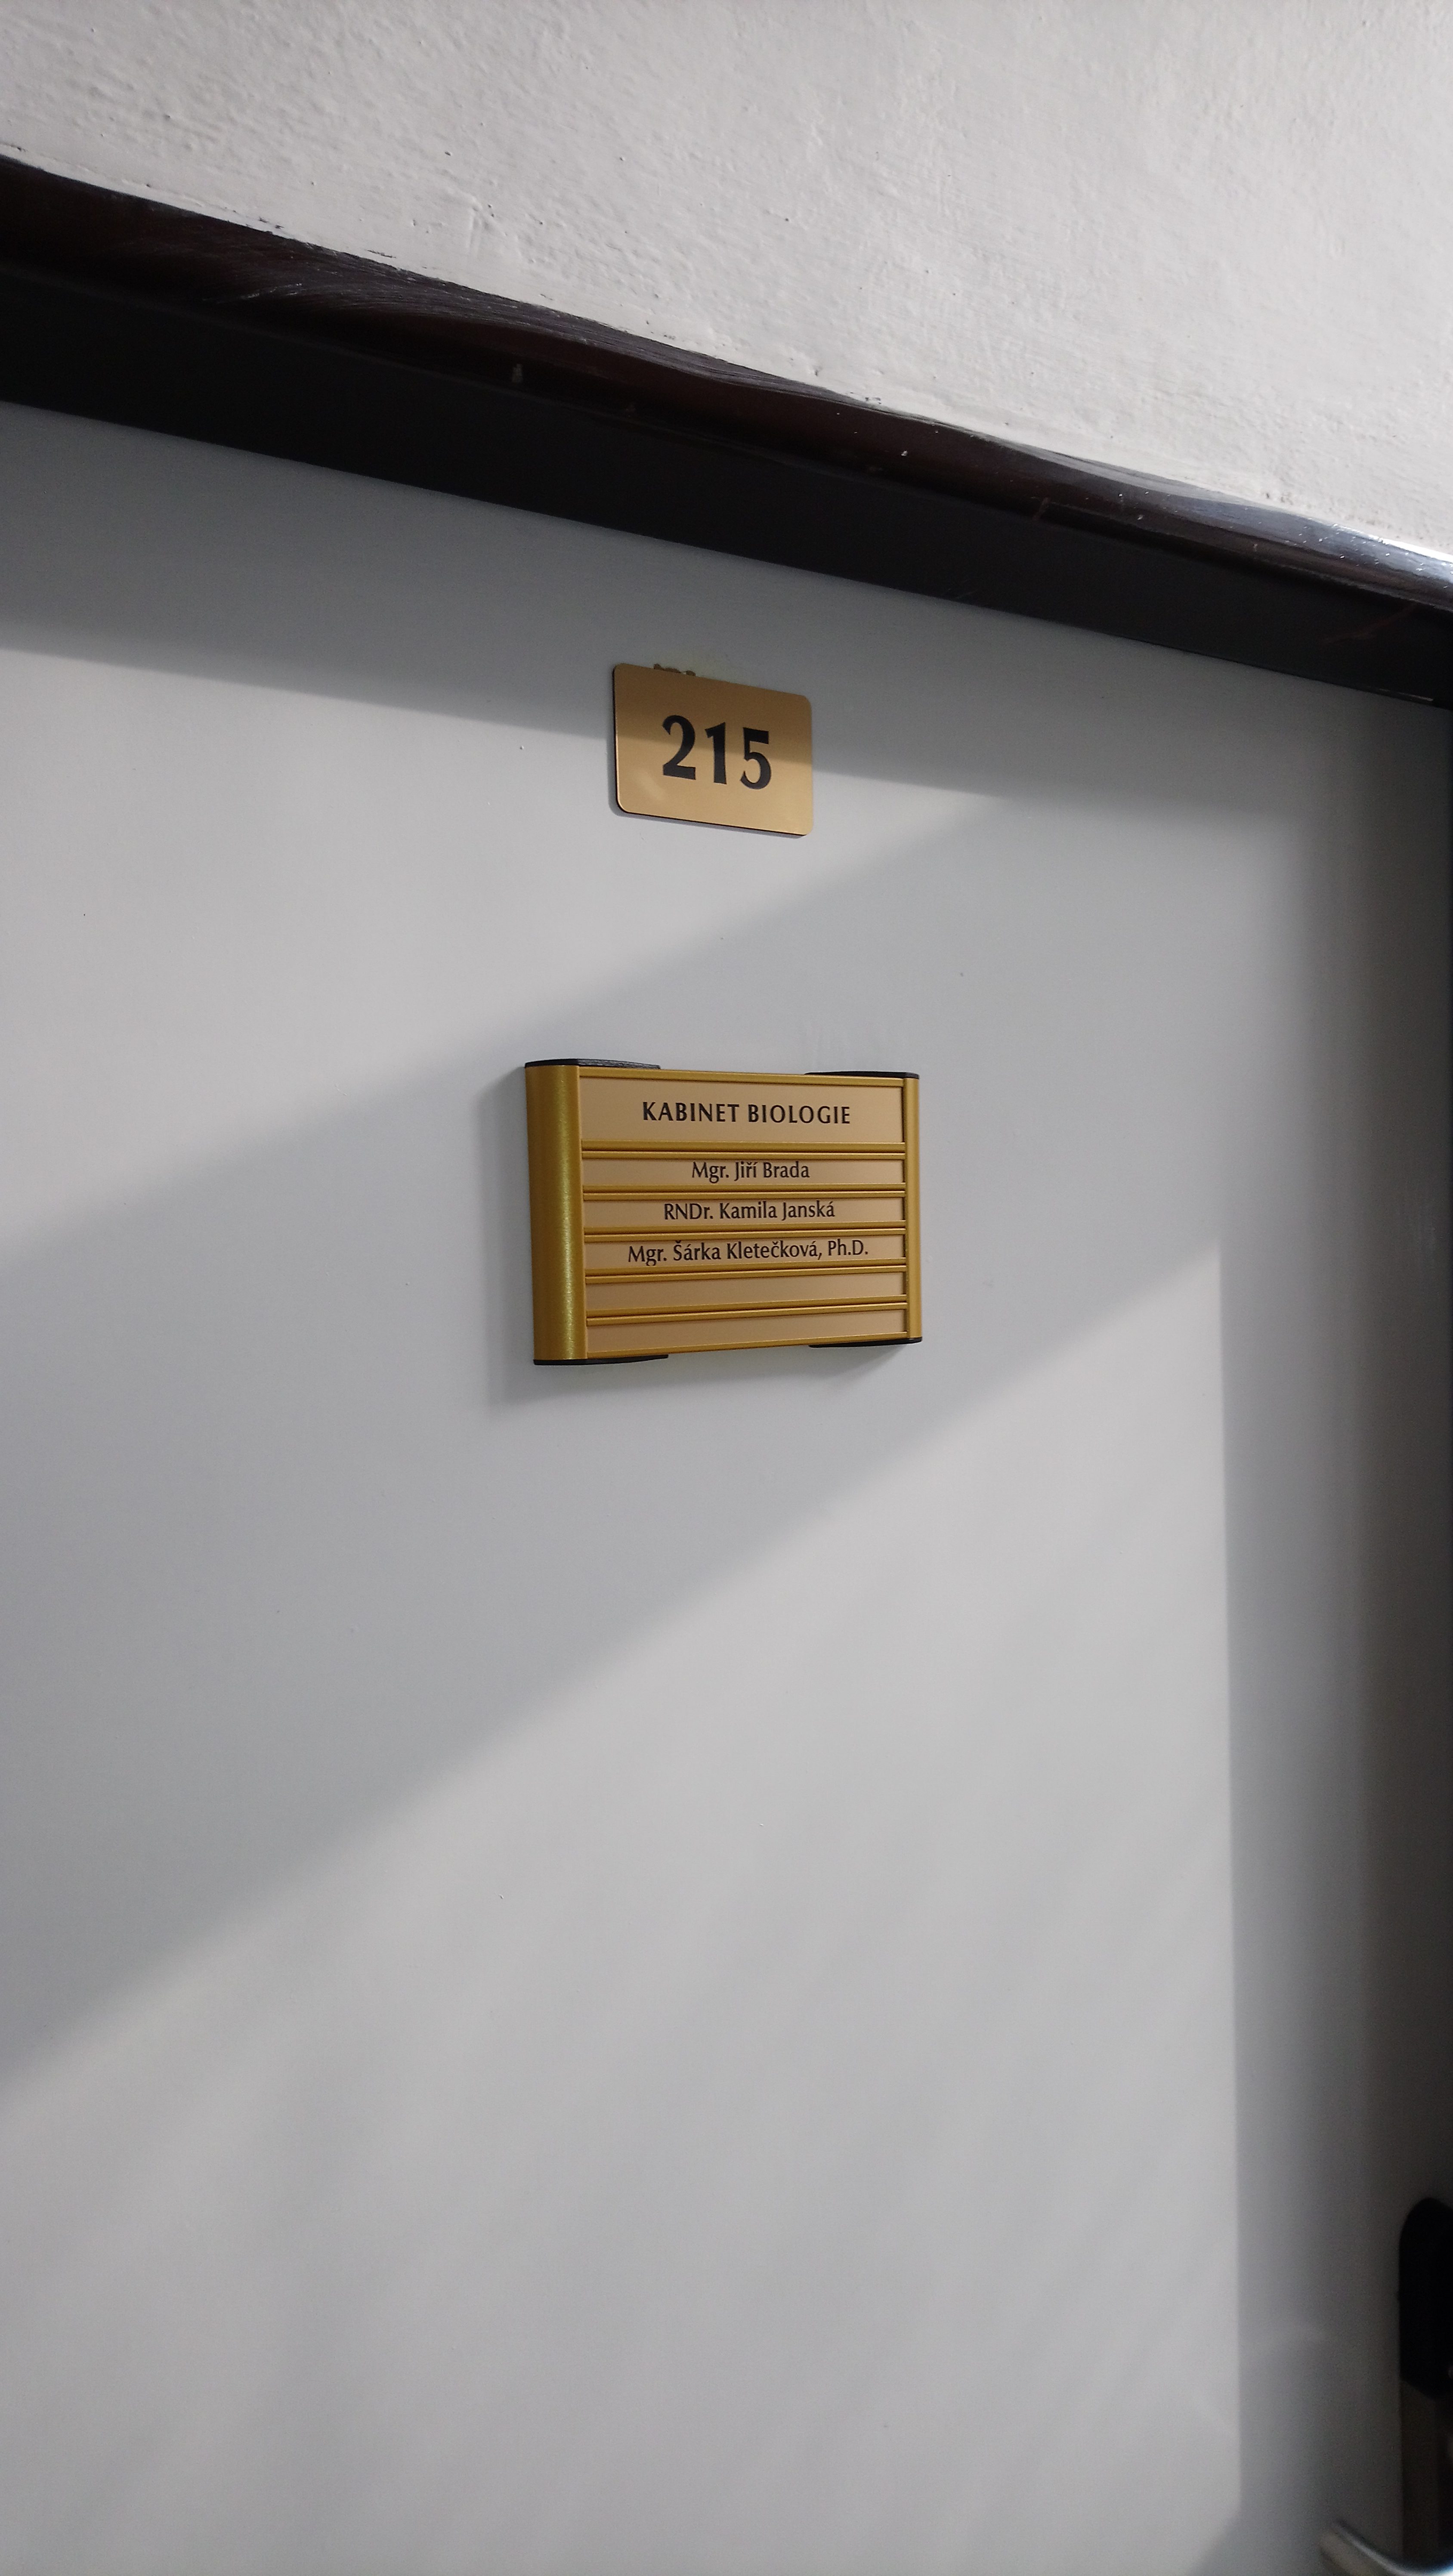 215
KABINET BIOLOGIE
Mgr. Jiří Brada
RNDr. Kamila Janská
Mgr. Šárka Kletečková, Ph.D.